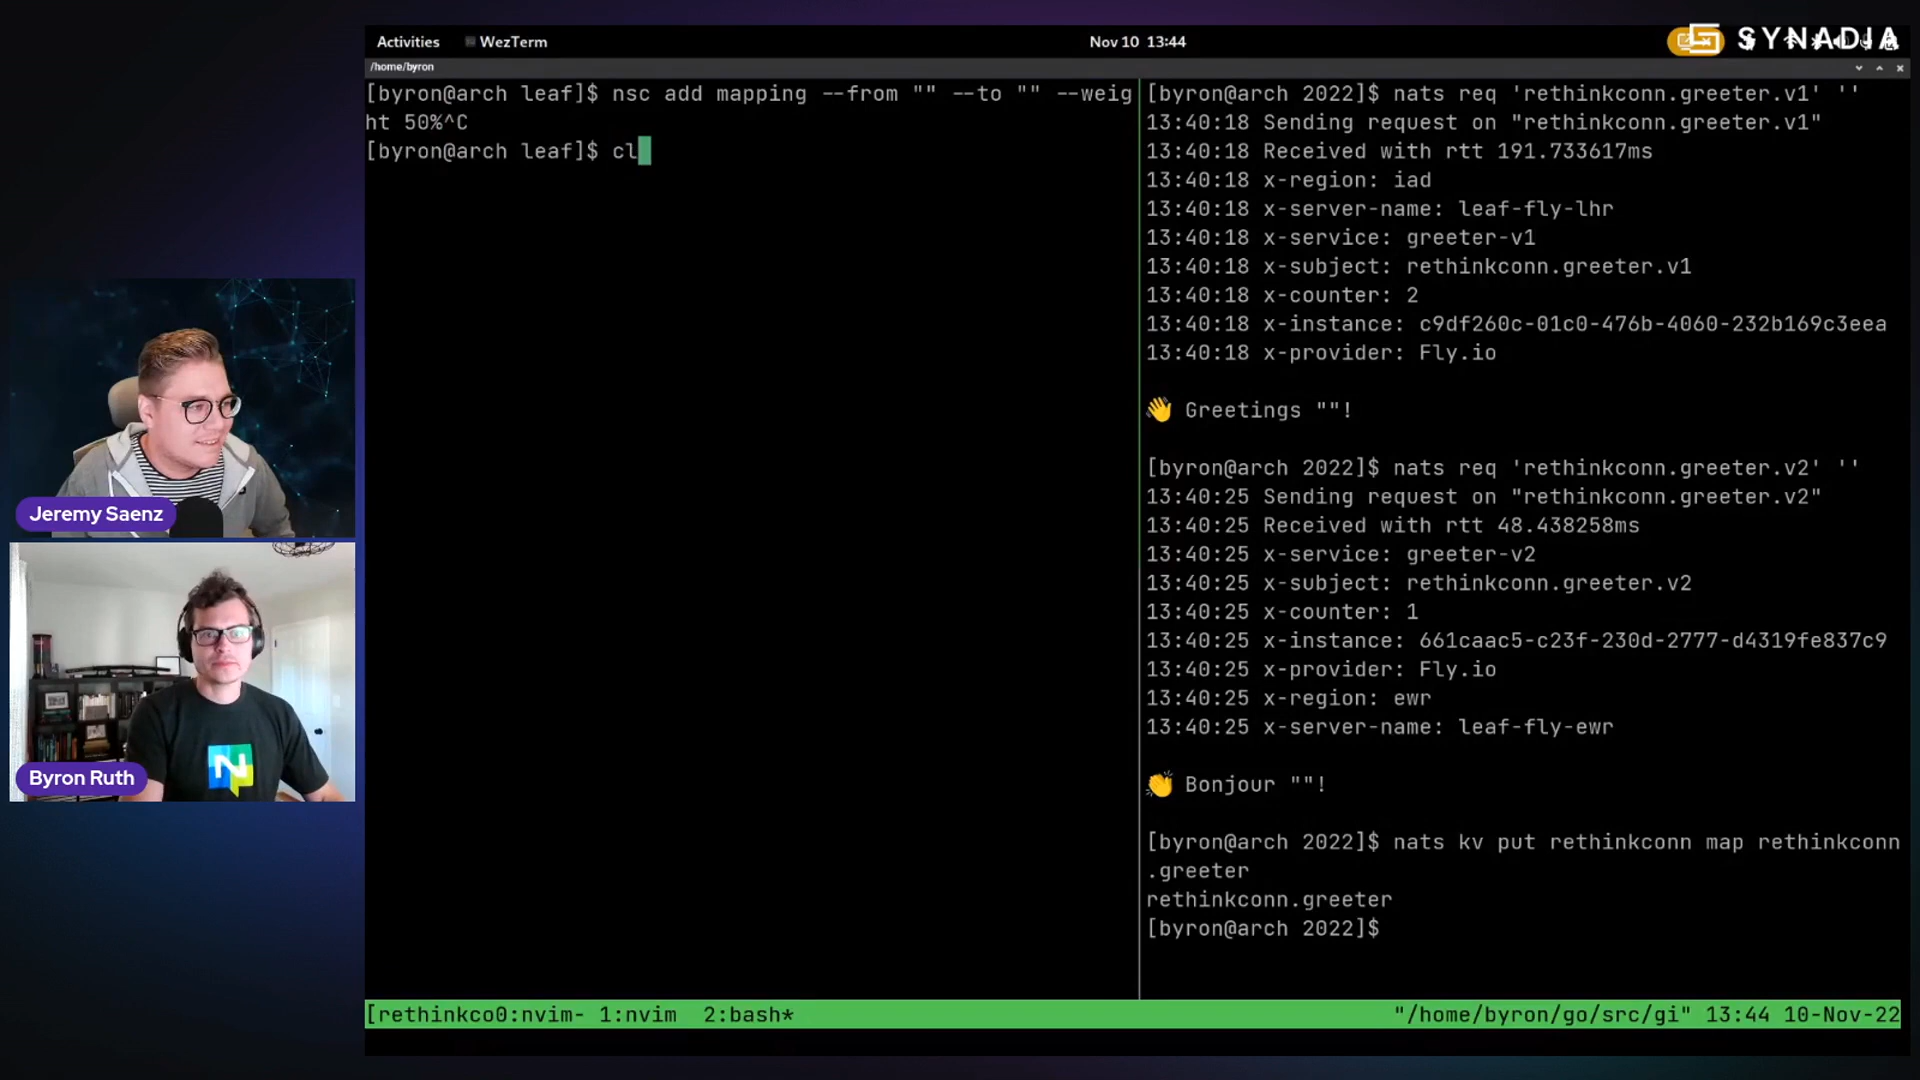 Activities
WezTerm
Nov 10 13:44
SYNADIA
/home/byron
[byron@arch leaf]$ nsc add mapping --from "" --to "" --weig
ht 50%^C
[byron@arch leaf]$ cl
[byron@arch 2022]$ nats req 'rethinkconn.greeter.v1' ''
13:40:18 Sending request on "rethinkconn.greeter.v1"
13:40:18 Received with rtt 191.733617ms
13:40:18 x-region: iad
13:40:18 x-server-name: leaf-fly-lhr
13:40:18 x-service: greeter-v1
13:40:18 x-subject: rethinkconn.greeter.v1
13:40:18 x-counter: 2
13:40:18 x-instance: c9df260c-01c0-476b-4060-232b169c3eea
13:40:18 x-provider: Fly.io
👋 Greetings ""!
[byron@arch 2022]$ nats req 'rethinkconn.greeter.v2' ''
13:40:25 Sending request on "rethinkconn.greeter.v2"
13:40:25 Received with rtt 48.438258ms
13:40:25 x-service: greeter-v2
13:40:25 x-subject: rethinkconn.greeter.v2
13:40:25 x-counter: 1
13:40:25 x-instance: 661caac5-c23f-230d-2777-d4319fe837c9
13:40:25 x-provider: Fly.io
13:40:25 x-region: ewr
13:40:25 x-server-name: leaf-fly-ewr
👏 Bonjour ""!
[byron@arch 2022]$ nats kv put rethinkconn map rethinkconn
.greeter
rethinkconn.greeter
[byron@arch 2022]$
Jeremy Saenz
N
Byron Ruth
[rethinkco0:nvim- 1:nvim 2:bash*
"/home/byron/go/src/gi" 13:44 10-Nov-22